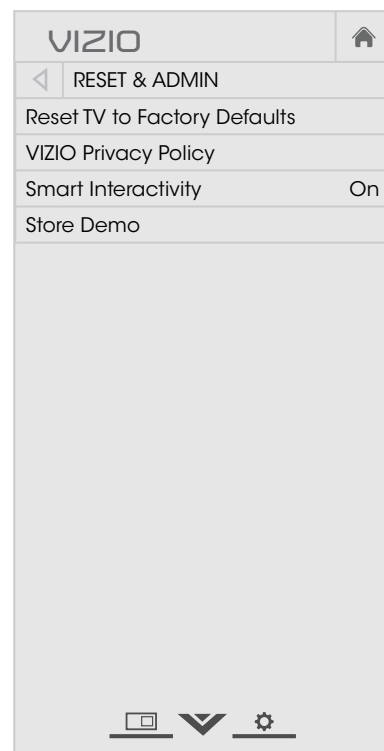 VIZIO
RESET & ADMIN
Reset TV to Factory Defaults
VIZIO Privacy Policy
Smart Interactivity On
Store Demo